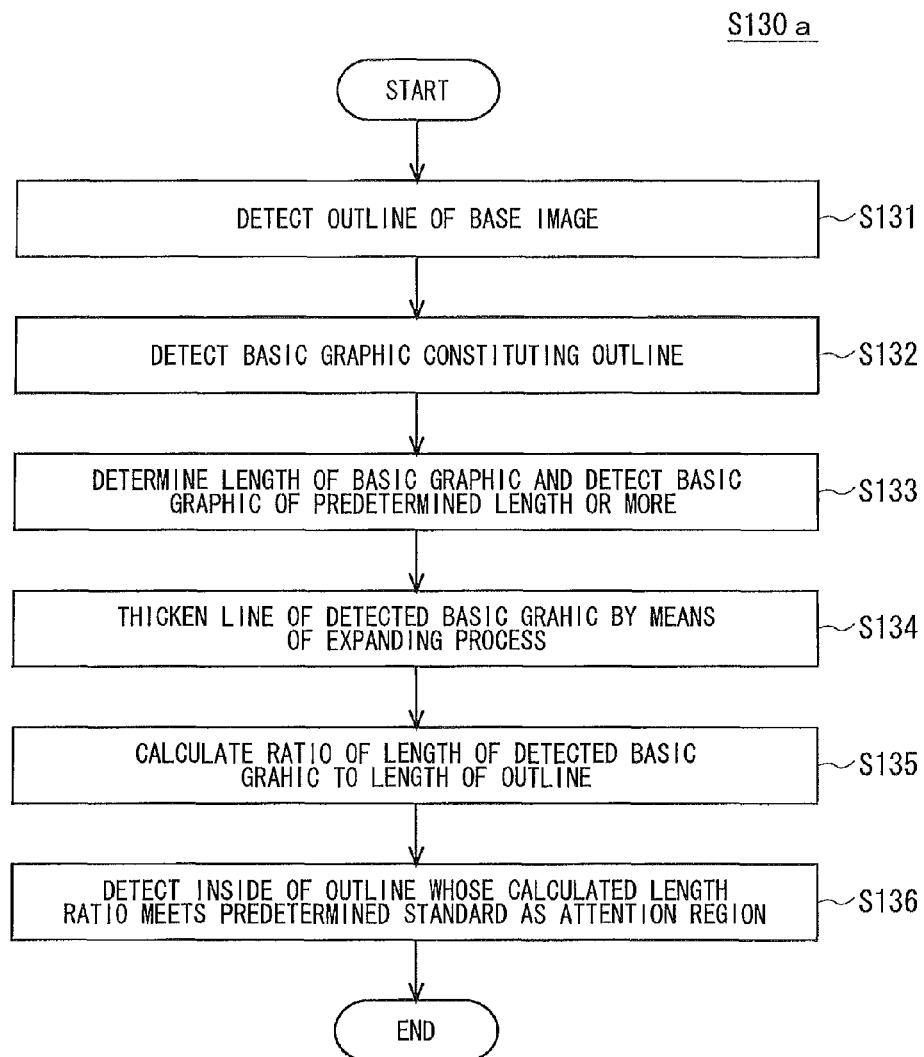 S130a
START
DETECT OUTLINE OF BASE IMAGE
S131
DETECT BASIC GRAPHIC CONSTITUTING OUTLINE
S132
DETERMINE LENGTH OF BASIC GRAPHIC AND DETECT BASIC
GRAPHIC OF PREDETERMINED LENGTH OR MORE
S133
THICKEN LINE OF DETECTED BASIC GRAHIC BY MEANS
OF EXPANDING PROCESS
S134
CALCULATE RATIO OF LENGTH OF DETECTED BASIC
GRAHIC TO LENGTH OF OUTLINE
S135
DETECT INSIDE OF OUTLINE WHOSE CALCULATED LENGTH
RATIO MEETS PREDETERMINED STANDARD AS ATTENTION REGION
S136
END